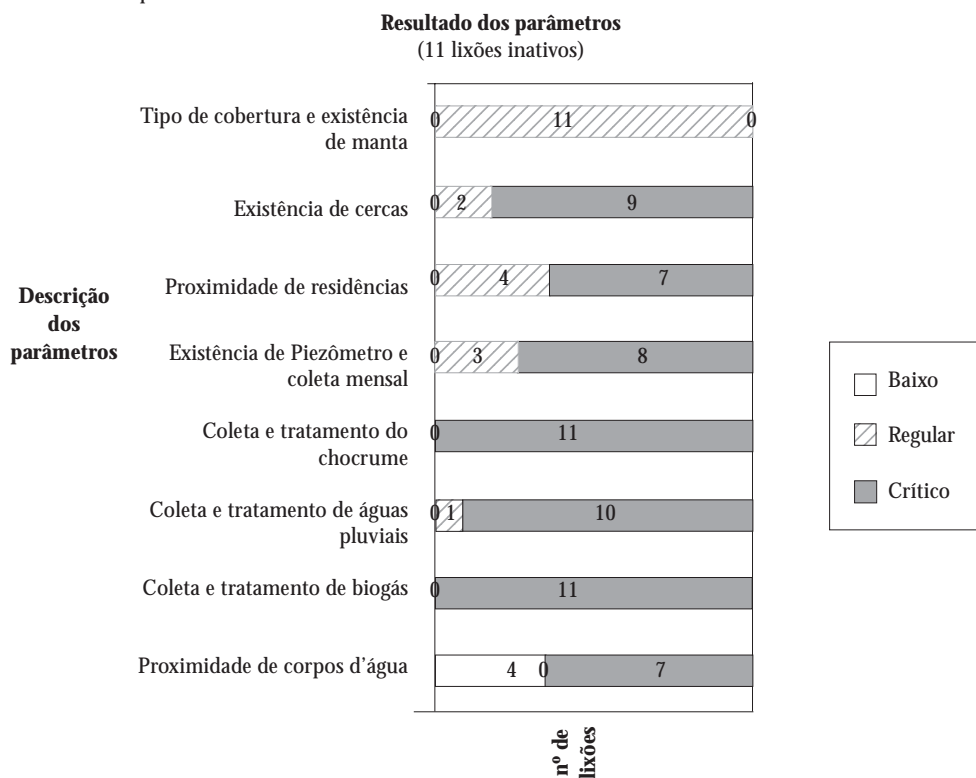 Resultado dos parâmetros
(11 lixões inativos)
Tipo de cobertura e existência
de manta
0 11 0
Existência de cercas
0 2 9
Proximidade de residências
0 4 7
Descrição
dos
parâmetros
Existência de Piezômetro e
coleta mensal
0 3 8
Coleta e tratamento do
chocrume
0 11
Coleta e tratamento de águas
pluviais
0 1 10
Coleta e tratamento de biogás
0 11
Proximidade de corpos d'água
4 0 7
nº de
lixões
Baixo
Regular
Crítico